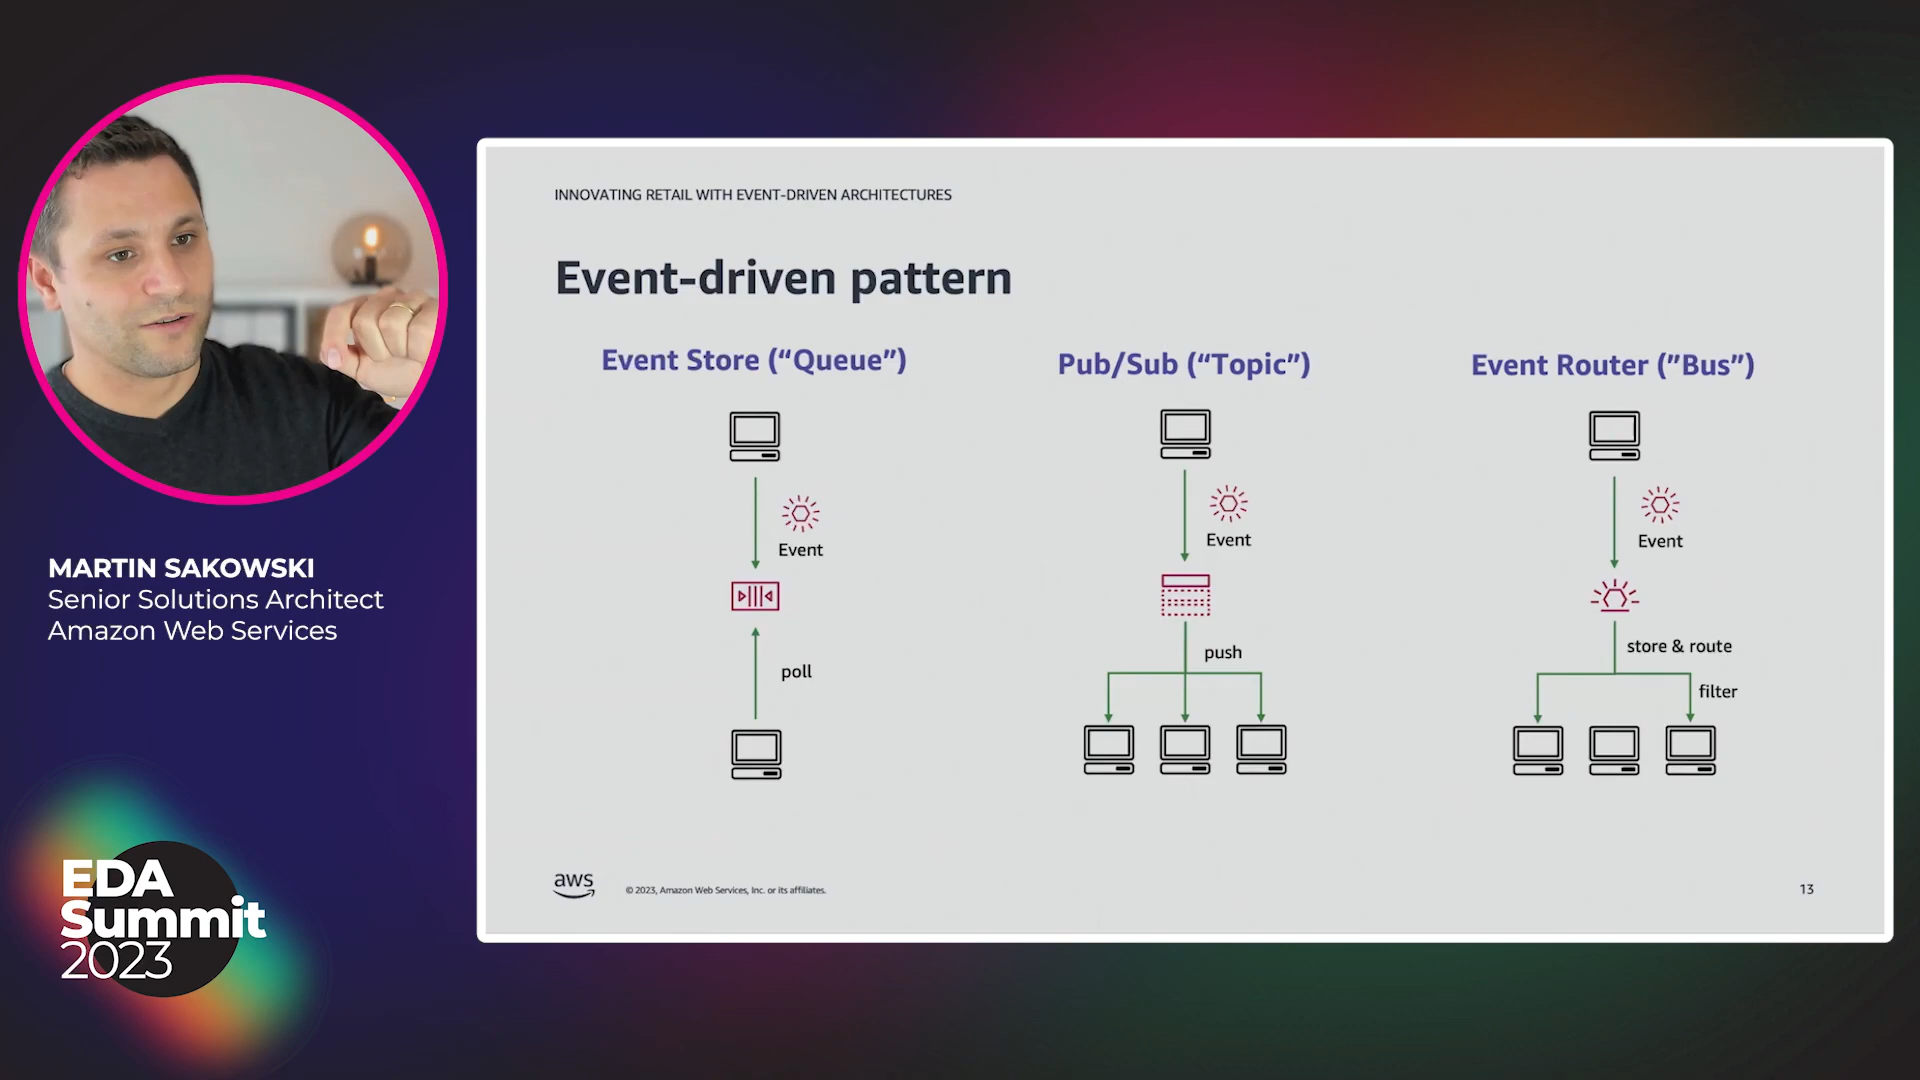 MARTIN SAKOWSKI
Senior Solutions Architect
Amazon Web Services
EDA
Summit
2023
INNOVATING RETAIL WITH EVENT-DRIVEN ARCHITECTURES
Event-driven pattern
Event Store (“Queue”)
Event
poll
Pub/Sub (“Topic”)
Event
push
Event Router (”Bus”)
Event
store & route
filter
aws
© 2023, Amazon Web Services, Inc. or its affiliates.
13